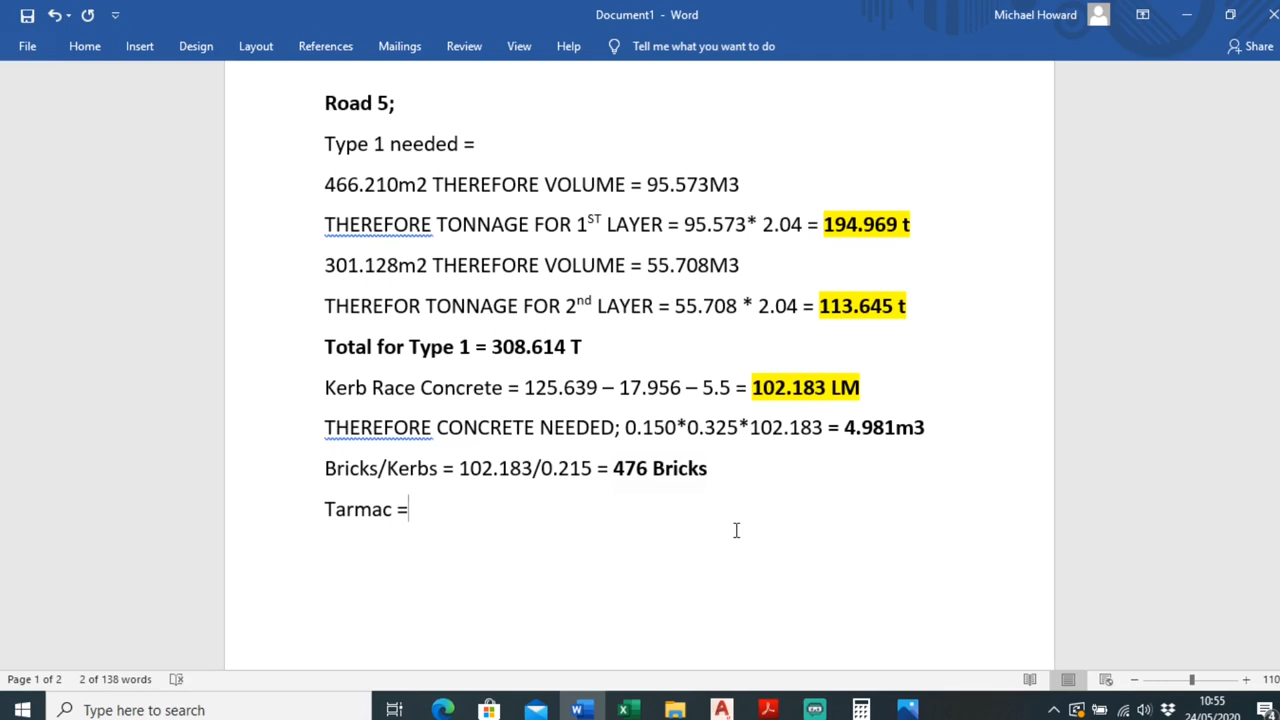 Document1 - Word
Michael Howard
File Home Insert Design Layout References Mailings Review View Help Tell me what you want to do Share
Road 5;
Type 1 needed =
466.210m2 THEREFORE VOLUME = 95.573M3
THEREFORE TONNAGE FOR 1ST LAYER = 95.573* 2.04 = 194.969 t
301.128m2 THEREFORE VOLUME = 55.708M3
THEREFOR TONNAGE FOR 2nd LAYER = 55.708 * 2.04 = 113.645 t
Total for Type 1 = 308.614 T
Kerb Race Concrete = 125.639 – 17.956 – 5.5 = 102.183 LM
THEREFORE CONCRETE NEEDED; 0.150*0.325*102.183 = 4.981m3
Bricks/Kerbs = 102.183/0.215 = 476 Bricks
Tarmac =
Page 1 of 2 2 of 138 words 110
Type here to search
10:55
24/05/2020